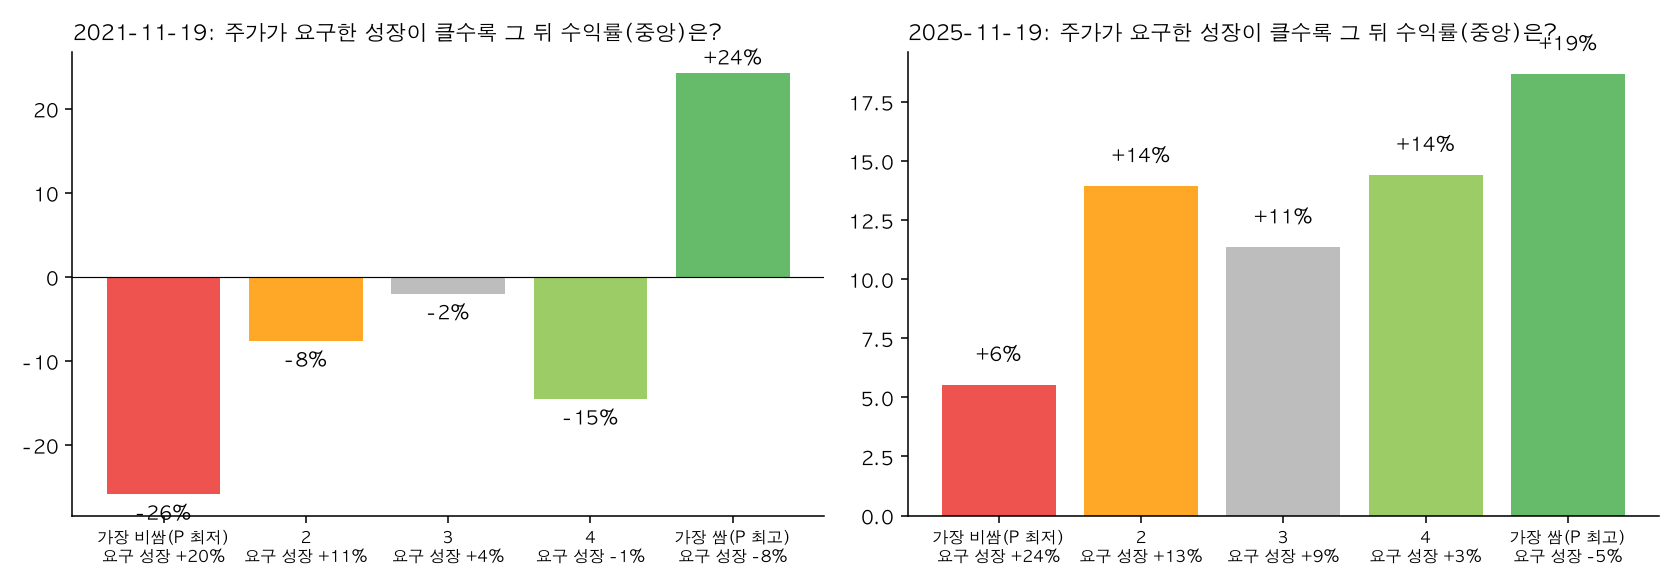 2021-11-19: 주가가 요구한 성장이 클수록 그 뒤 수익률(중앙)은?
+24%
20
10
0
-10
-20
-26%
-8%
-2%
-15%
가장 비쌈(P 최저)
요구 성장 +20%
2
요구 성장 +11%
3
요구 성장 +4%
4
요구 성장 -1%
가장 쌈(P 최고)
요구 성장 -8%
2025-11-19: 주가가 요구한 성장이 클수록 그 뒤 수익률(중앙)은?
+19%
17.5
15.0
12.5
10.0
7.5
5.0
2.5
0.0
+6%
+14%
+11%
+14%
가장 비쌈(P 최저)
요구 성장 +24%
2
요구 성장 +13%
3
요구 성장 +9%
4
요구 성장 +3%
가장 쌈(P 최고)
요구 성장 -5%